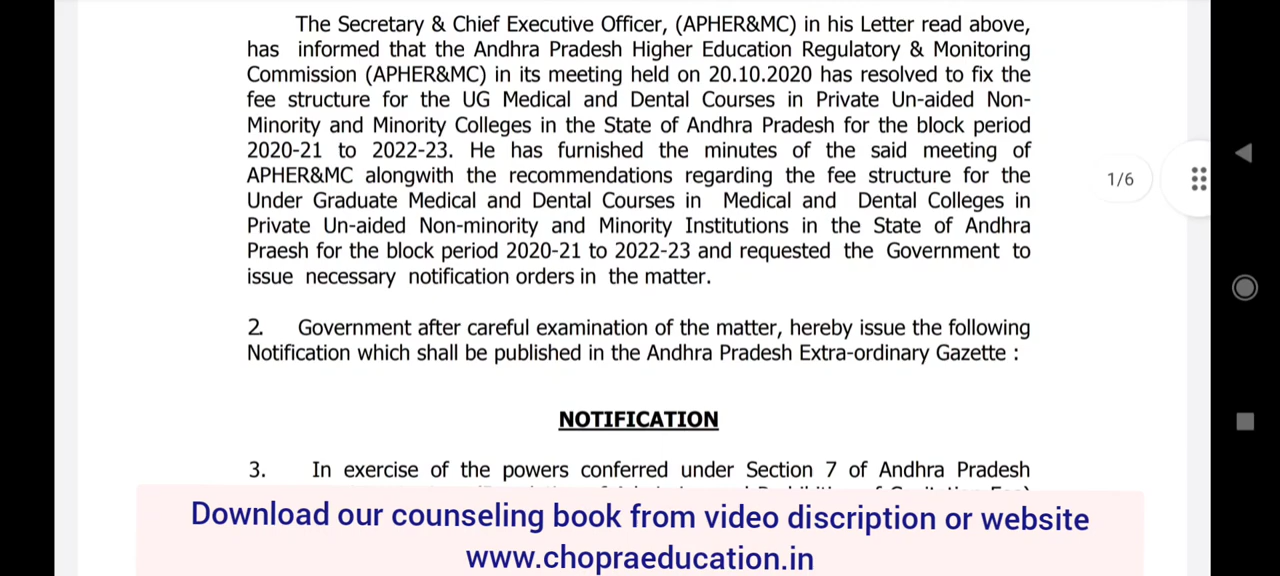 The Secretary & Chief Executive Officer, (APHER&MC) in his Letter read above,
has informed that the Andhra Pradesh Higher Education Regulatory & Monitoring
Commission (APHER&MC) in its meeting held on 20.10.2020 has resolved to fix the
fee structure for the UG Medical and Dental Courses in Private Un-aided Non-
Minority and Minority Colleges in the State of Andhra Pradesh for the block period
2020-21 to 2022-23. He has furnished the minutes of the said meeting of
APHER&MC alongwith the recommendations regarding the fee structure for the
Under Graduate Medical and Dental Courses in Medical and Dental Colleges in
Private Un-aided Non-minority and Minority Institutions in the State of Andhra
Praesh for the block period 2020-21 to 2022-23 and requested the Government to
issue necessary notification orders in the matter.
1/6
2. Government after careful examination of the matter, hereby issue the following
Notification which shall be published in the Andhra Pradesh Extra-ordinary Gazette :
NOTIFICATION
3. In exercise of the powers conferred under Section 7 of Andhra Pradesh
Download our counseling book from video discription or website
www.chopraeducation.in